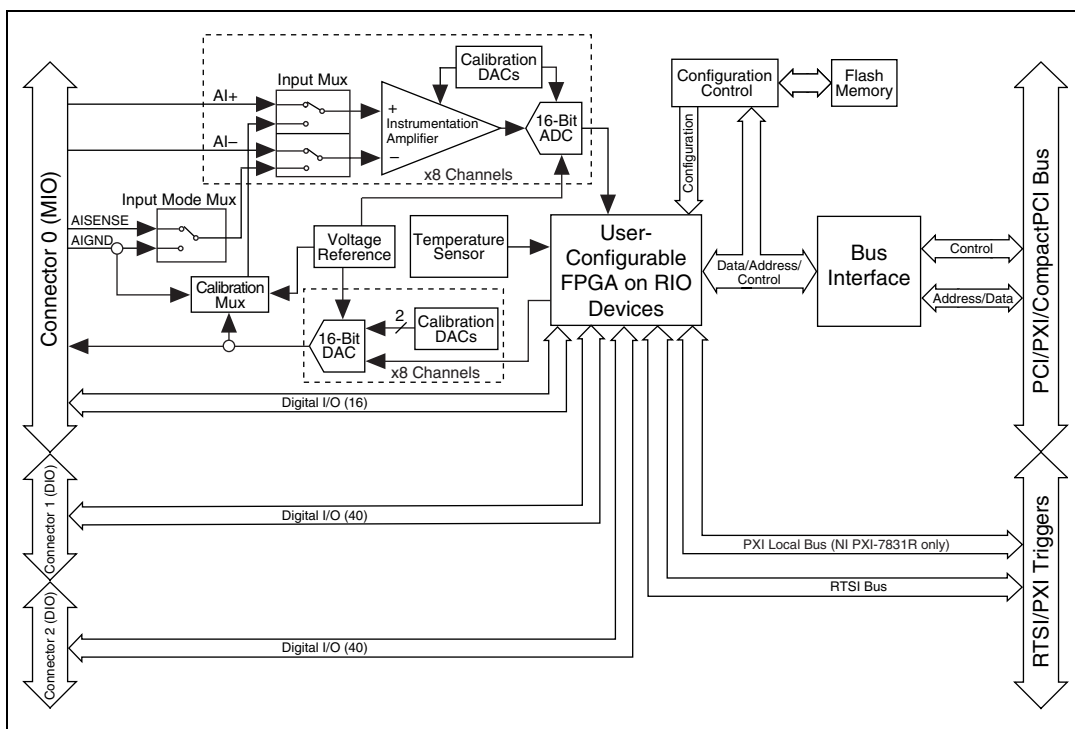 Connector 0 (MIO)
AI+
AI–
Input Mux
+
Instrumentation
Amplifier
–
Calibration
DACs
16-Bit
ADC
x8 Channels
Input Mode Mux
AISENSE
AIGND
Calibration
Mux
Voltage
Reference
Temperature
Sensor
2
Calibration
DACs
16-Bit
DAC
x8 Channels
Configuration
Control
Flash
Memory
Configuration
User-
Configurable
FPGA on RIO
Devices
Data/Address/
Control
Bus
Interface
Control
Address/Data
PCI/PXI/CompactPCI Bus
Digital I/O (16)
Connector 1 (DIO)
Digital I/O (40)
PXI Local Bus (NI PXI-7831R only)
RTSI Bus
RTSI/PXI Triggers
Connector 2 (DIO)
Digital I/O (40)